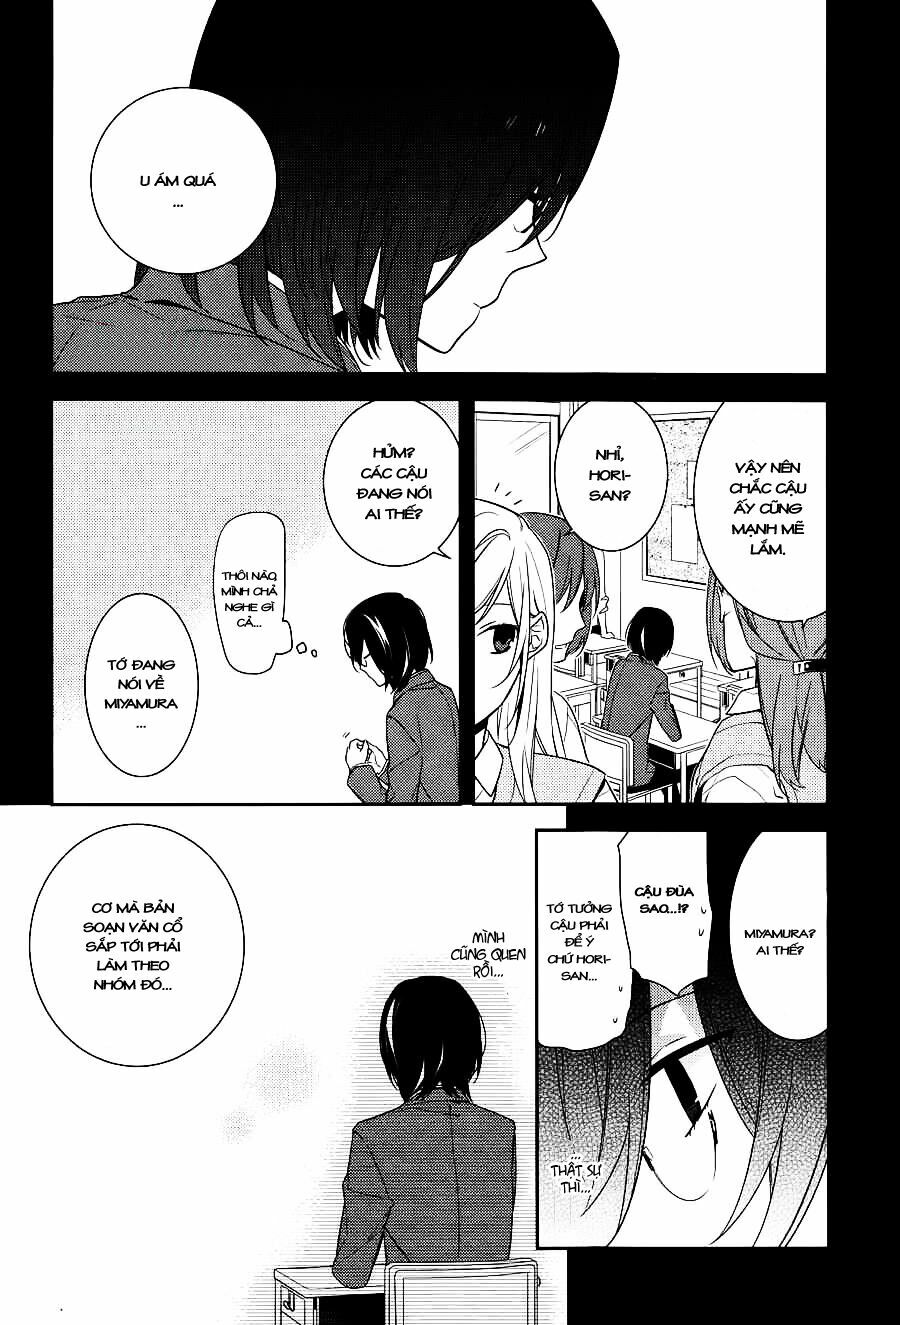 U ÁM QUÁ
...
VẬY NÊN
CHẮC CẬU
ẤY CŨNG
MẠNH MẼ
LẮM.
NHỈ,
HORI-
SAN?
HỬM?
CÁC CẬU
ĐANG NÓI
AI THẾ?
THÔI NÀO,
MÌNH CHẢ
NGHE GÌ
CẢ...
TỚ ĐANG
NÓI VỀ
MIYAMURA
...
MIYAMURA?
AI THẾ?
CẬU ĐÙA
SAO...!?
TỚ TƯỞNG
CẬU PHẢI
ĐỂ Ý
CHỨ HORI-
SAN...
...
THẬT SỰ
THÌ...!
MÌNH
CŨNG QUEN
RỒI...
CƠ MÀ BẢN
SOẠN VĂN CỔ
SẮP TỚI PHẢI
LÀM THEO
NHÓM ĐÓ...